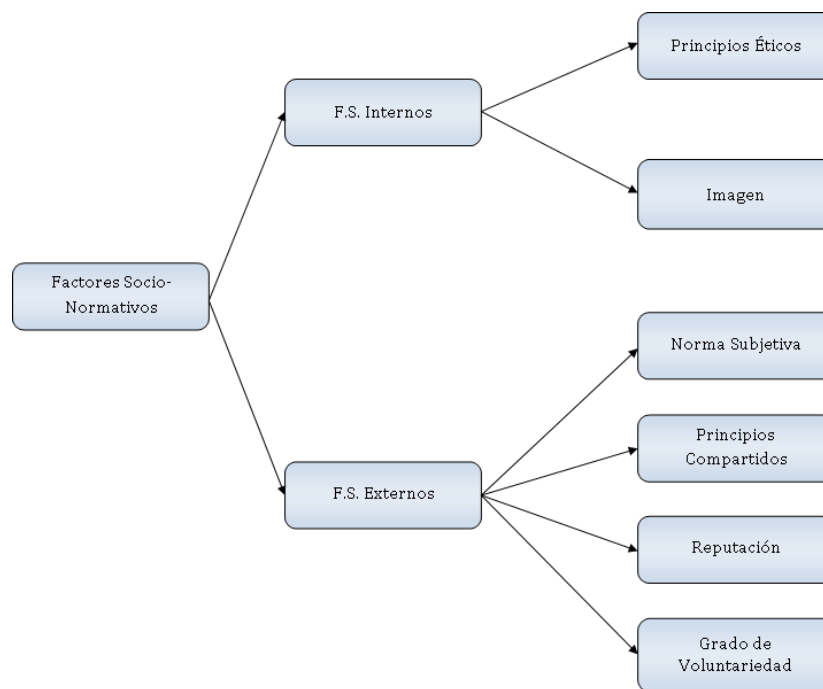 Principios Éticos
F.S. Internos
Imagen
Factores Socio-
Normativos
Norma Subjetiva
Principios
Compartidos
F.S. Externos
Reputación
Grado de
Voluntariedad